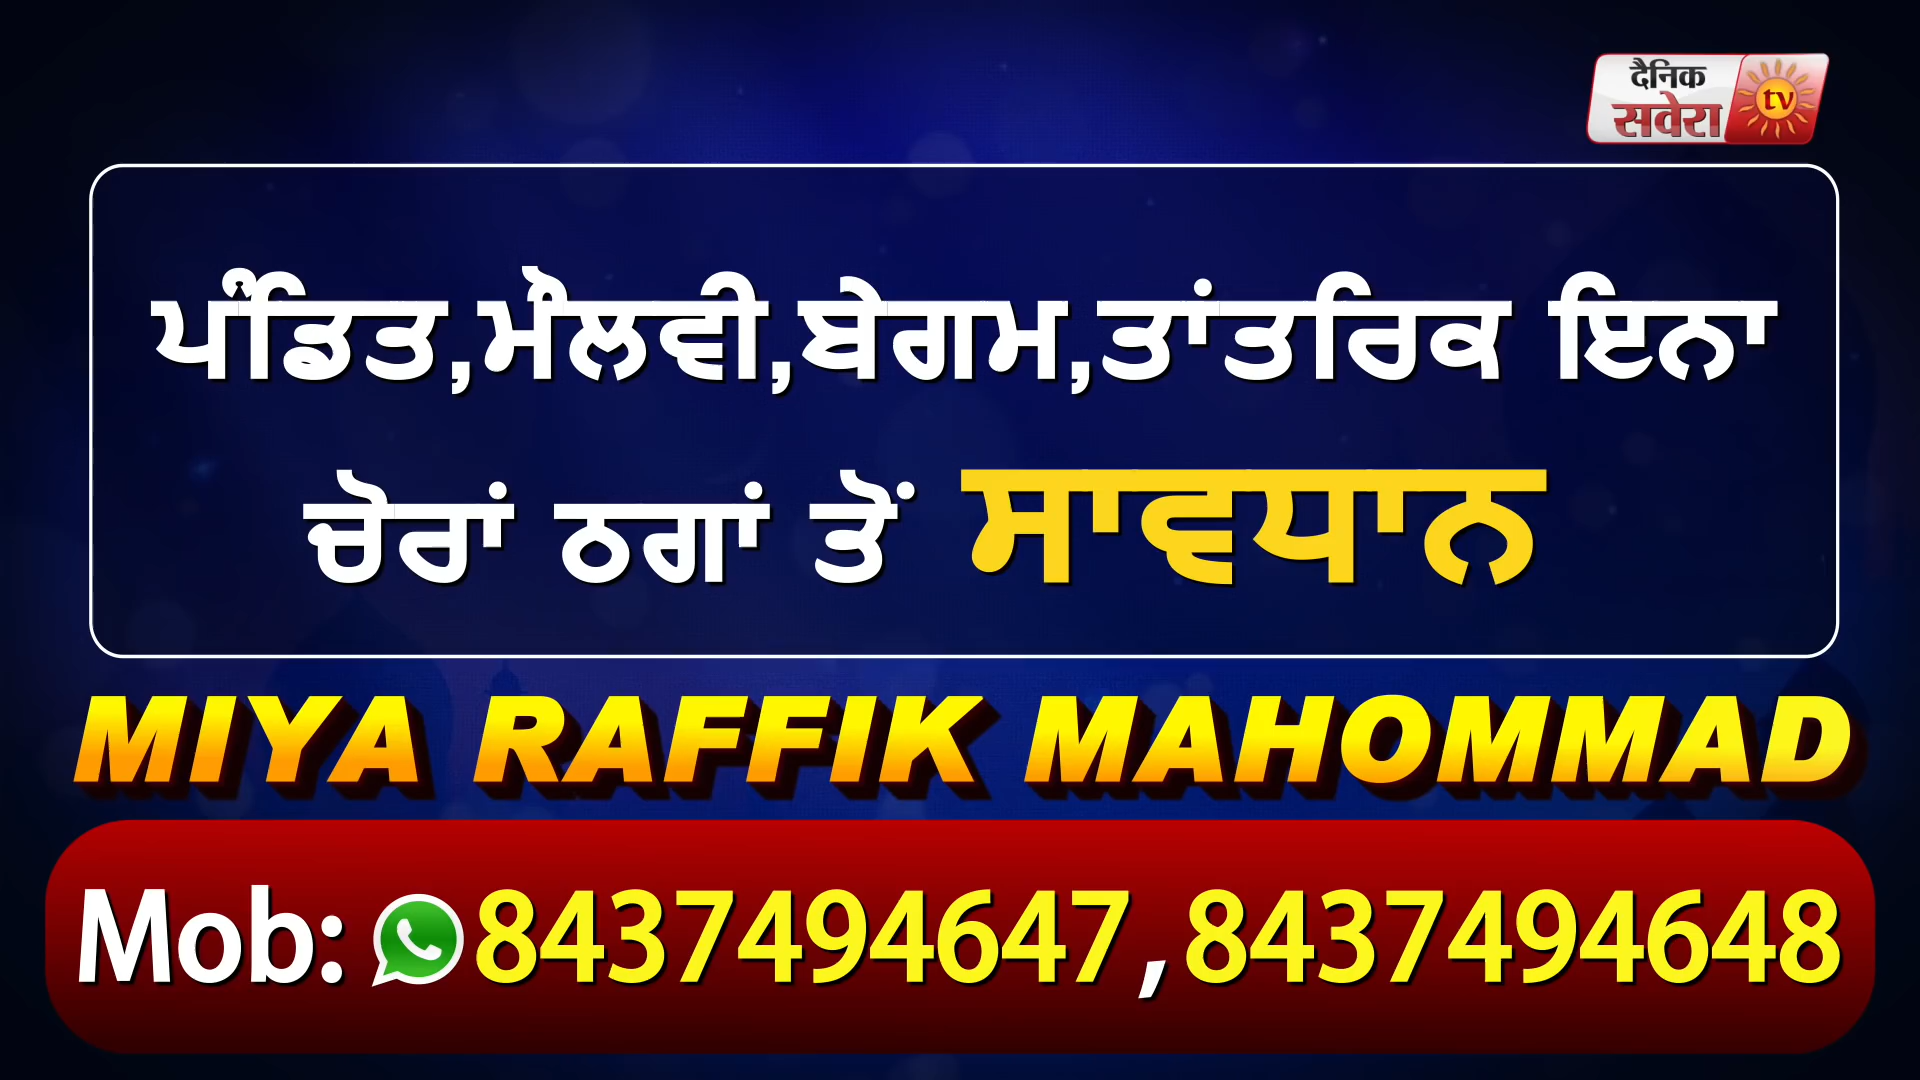 दैनिक
सवेरा tv
ਪੰਡਿਤ,ਮੌਲਵੀ,ਬੇਗਮ,ਤਾਂਤਰਿਕ ਇਨਾ
ਚੋਰਾਂ ਠਗਾਂ ਤੋਂ ਸਾਵਧਾਨ
MIYA RAFFIK MAHOMMAD
Mob: 8437494647, 8437494648